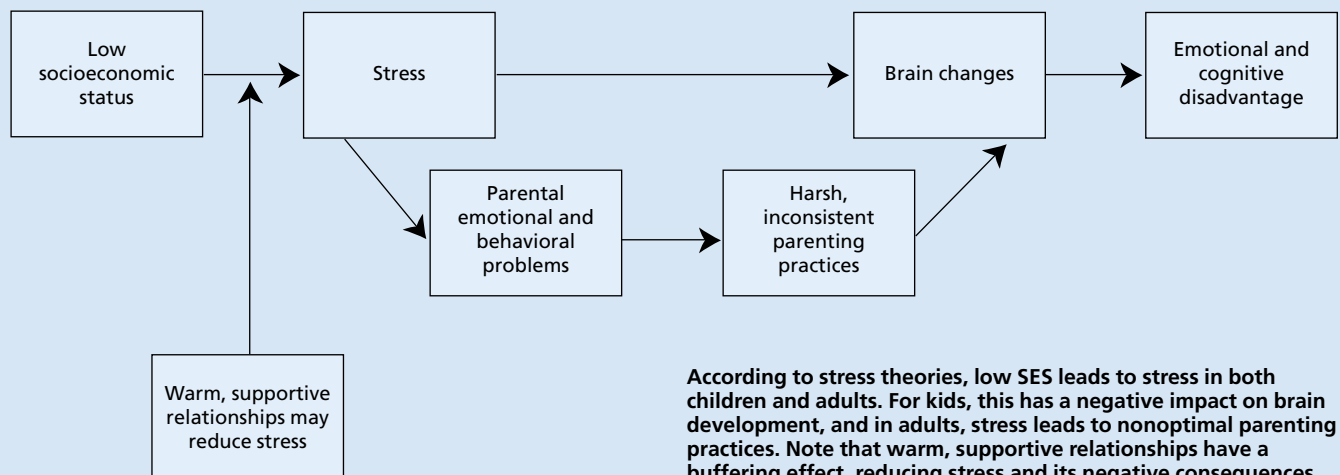 Low
socioeconomic
status
Stress
Brain changes
Emotional and
cognitive
disadvantage
Parental
emotional and
behavioral
problems
Harsh,
inconsistent
parenting
practices
Warm, supportive
relationships may
reduce stress
According to stress theories, low SES leads to stress in both
children and adults. For kids, this has a negative impact on brain
development, and in adults, stress leads to nonoptimal parenting
practices. Note that warm, supportive relationships have a
buffering effect, reducing stress and its negative consequences